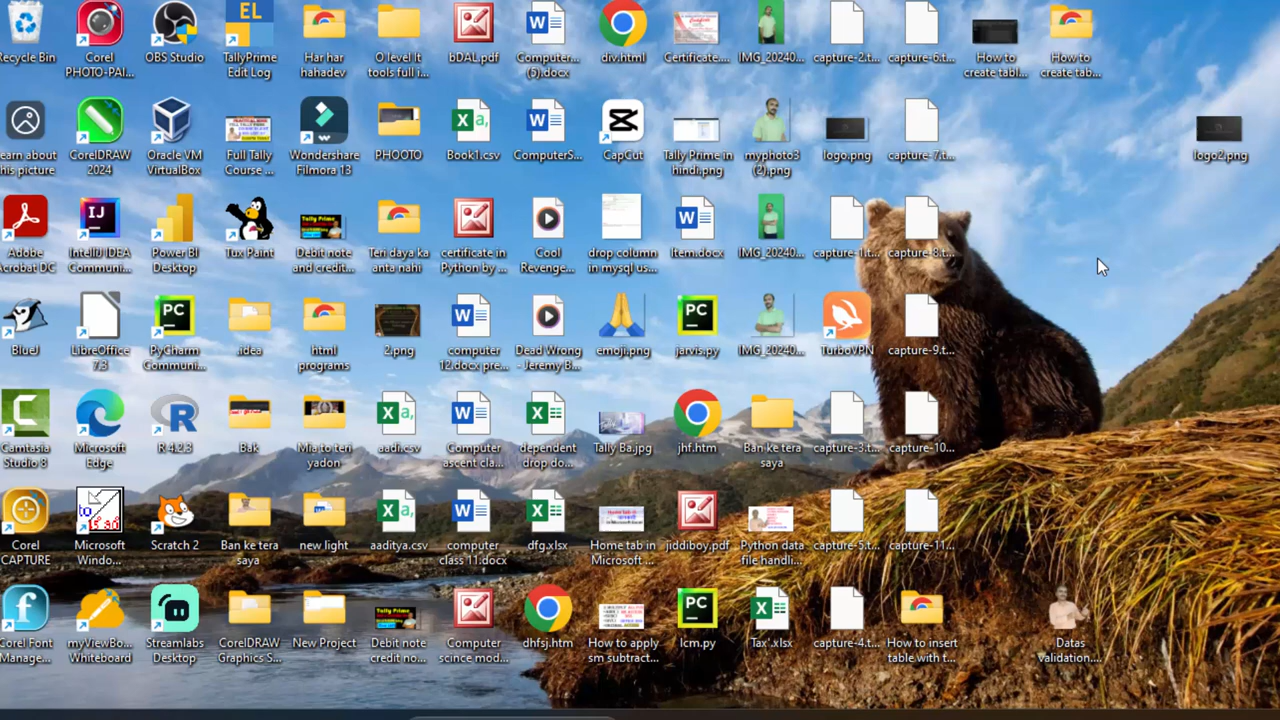 Recycle Bin
Corel
PHOTO-PAI...
OBS Studio
EL
TallyPrime
Edit Log
Har har
hahadev
O level It
tools full i...
bDAL.pdf
Computer...
(5).docx
div.html
Certificate....
IMG_20240...
capture-2.t...
capture-6.t...
How to
create tabl...
How to
create tab...
earn about
his picture
CorelDRAW
2024
Oracle VM
VirtualBox
Full Tally
Course ...
Wondershare
Filmora 13
PHOOTO
Book1.csv
ComputerS...
CapCut
Tally Prime in
hindi.png
myphoto3
(2).png
logo.png
capture-7.t...
logo2.png
Adobe
Acrobat DC
IntelliJ IDEA
Communi...
Power BI
Desktop
Tux Paint
Tally Prime
Debit note
and credit...
Teri daya ka
anta nahi
certificate in
Python by ...
Cool
Revenge...
drop column
in mysql us...
Item.docx
IMG_20240...
capture-1.t...
capture-8.t...
BlueJ
LibreOffice
7.3
PyCharm
Communi...
.idea
html
programs
2.png
computer
12.docx pre...
Dead Wrong
- Jeremy B...
emoji.png
jarvis.py
IMG_20240...
TurboVPN
capture-9.t...
Camtasia
Studio 8
Microsoft
Edge
R 4.2.3
Bak
Mia to teri
yadon
aadi.csv
Computer
ascent cla...
dependent
drop do...
Tally Ba.jpg
jhf.htm
Ban ke tera
saya
capture-3.t...
capture-10...
Corel
CAPTURE
Microsoft
Windo...
Scratch 2
Ban ke tera
saya
new light
aaditya.csv
computer
class 11.docx
dfg.xlsx
Home tab in
Microsoft ...
jiddiboy.pdf
Python data
file handli...
capture-5.t...
capture-11...
Corel Font
Manage...
myViewBo...
Whiteboard
Streamlabs
Desktop
CorelDRAW
Graphics S...
New Project
Tally Prime
Debit note
credit no...
Computer
scince mod...
dhfsj.htm
How to apply
sm subtract...
lcm.py
Tax'.xlsx
capture-4.t...
How to insert
table with t...
Datas
validation....